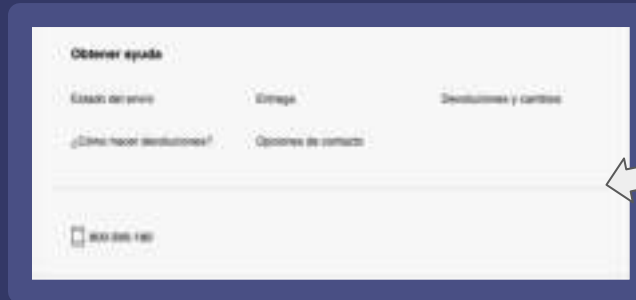 Obtener ayuda
Estado del envío
Entrega
Devoluciones y cambios
¿Cómo hacer devoluciones?
Opciones de contacto